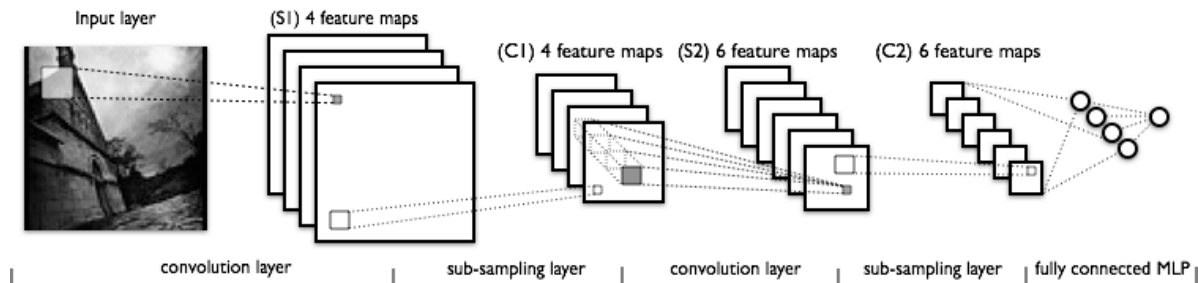 Input layer
(S1) 4 feature maps
(C1) 4 feature maps
(S2) 6 feature maps
(C2) 6 feature maps
convolution layer
sub-sampling layer
convolution layer
sub-sampling layer
fully connected MLP